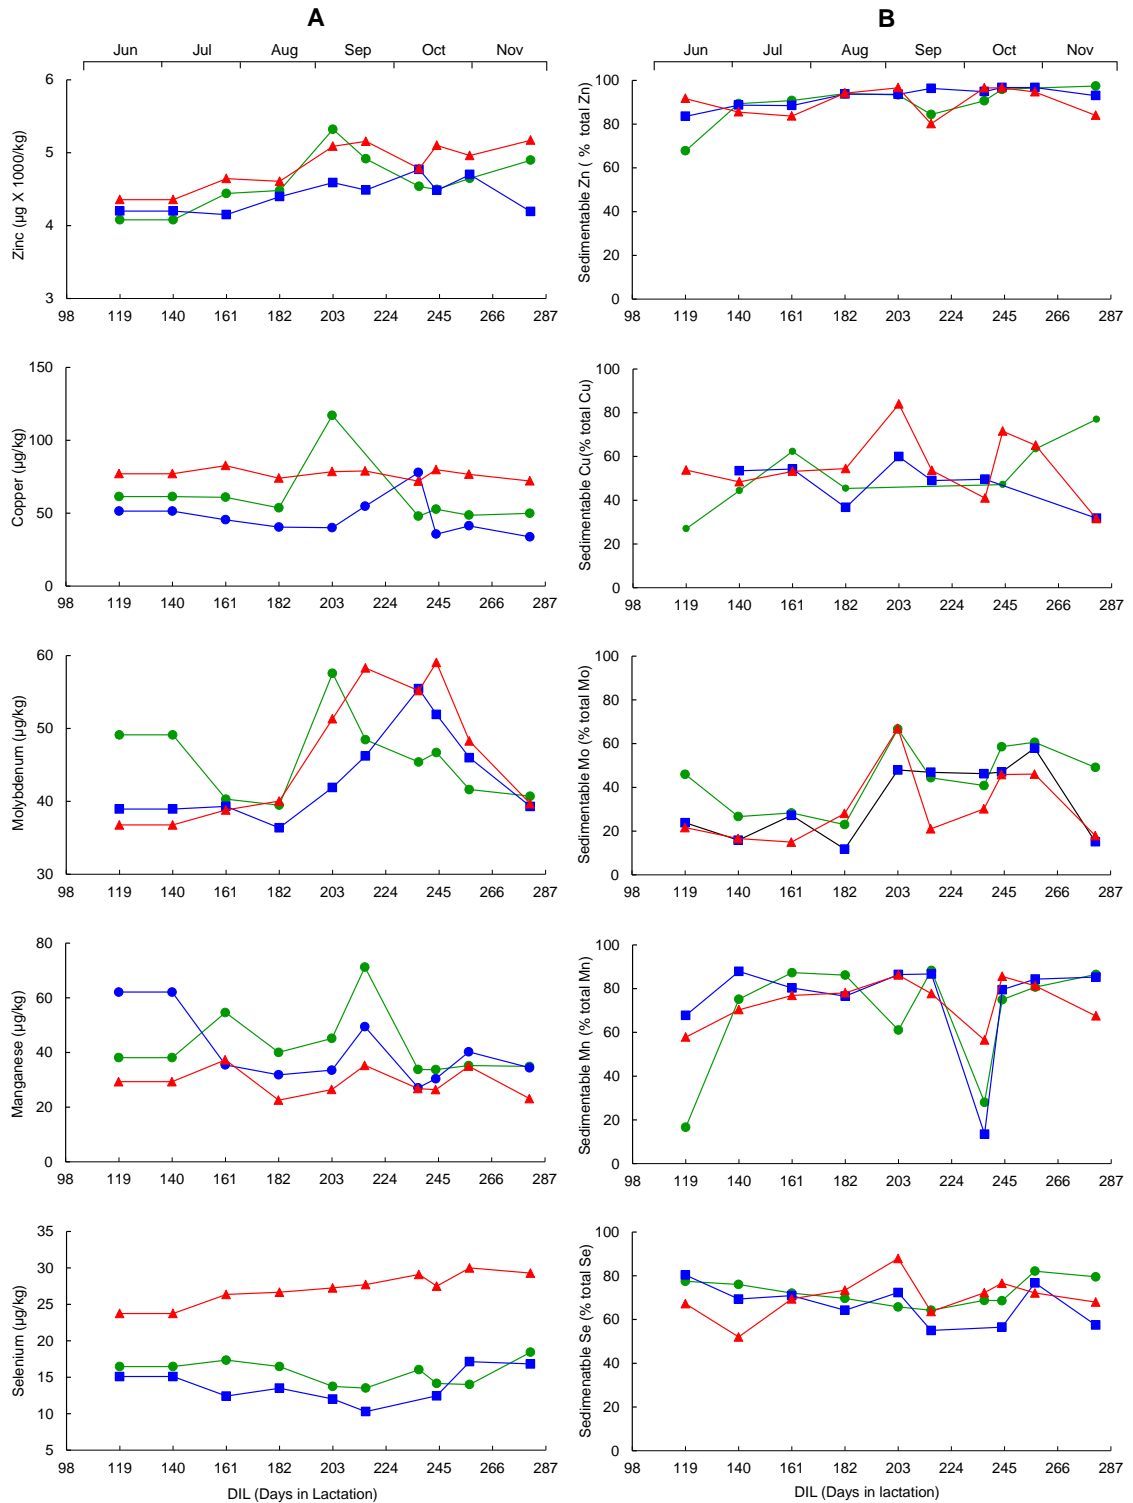 A
Jun Jul Aug Sep Oct Nov
Zinc (µg X 1000/kg)
6
5
4
3
98 119 140 161 182 203 224 245 266 287
Copper (µg/kg)
150
100
50
0
98 119 140 161 182 203 224 245 266 287
Molybdenum (µg/kg)
60
50
40
30
98 119 140 161 182 203 224 245 266 287
Manganese (µg/kg)
80
60
40
20
0
98 119 140 161 182 203 224 245 266 287
Selenium (µg/kg)
35
30
25
20
15
10
5
98 119 140 161 182 203 224 245 266 287
DIL (Days in Lactation)
B
Jun Jul Aug Sep Oct Nov
Sedimentable Zn ( % total Zn)
100
80
60
40
20
0
98 119 140 161 182 203 224 245 266 287
Sedimentable Cu(% total Cu)
100
80
60
40
20
0
98 119 140 161 182 203 224 245 266 287
Sedimentable Mo (% total Mo)
100
80
60
40
20
0
98 119 140 161 182 203 224 245 266 287
Sedimentable Mn (% total Mn)
100
80
60
40
20
0
98 119 140 161 182 203 224 245 266 287
Sedimenatble Se (% total Se)
100
80
60
40
20
0
98 119 140 161 182 203 224 245 266 287
DIL (Days in lactation)